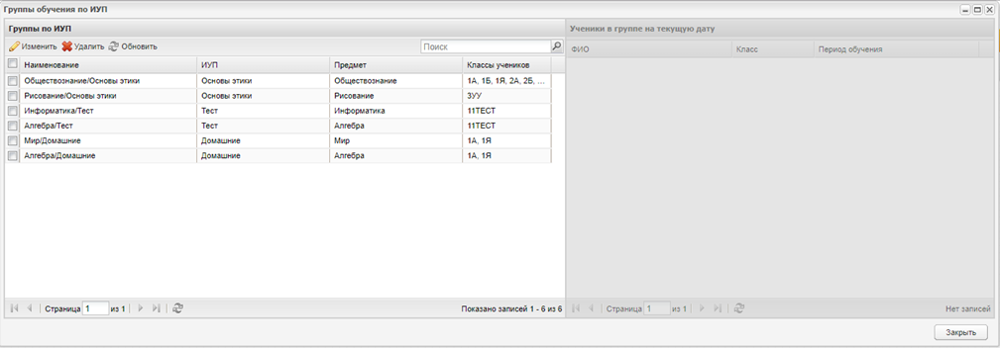 Группы обучения по ИУП
Группы по ИУП
Изменить Удалить Обновить Поиск
Наименование ИУП Предмет Классы учеников
Обществознание/Основы этики Основы этики Обществознание 1А, 1Б, 1Я, 2А, 2Б, ...
Рисование/Основы этики Основы этики Рисование 3УУ
Информатика/Тест Тест Информатика 11ТЕСТ
Алгебра/Тест Тест Алгебра 11ТЕСТ
Мир/Домашние Домашние Мир 1А, 1Я
Алгебра/Домашние Домашние Алгебра 1А, 1Я
Страница 1 из 1 Показано записей 1 - 6 из 6
Ученики в группе на текущую дату
ФИО Класс Период обучения
Страница 1 из 1 Нет записей
Закрыть